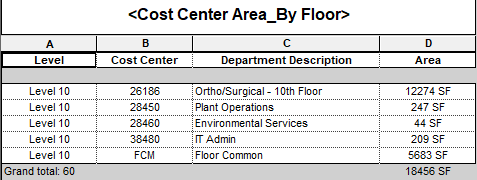 <Cost Center Area_By Floor>
A B C D
Level Cost Center Department Description Area
Level 10 26186 Ortho/Surgical - 10th Floor 12274 SF
Level 10 28450 Plant Operations 247 SF
Level 10 28460 Environmental Services 44 SF
Level 10 38480 IT Admin 209 SF
Level 10 FCM Floor Common 5683 SF
Grand total: 60 18456 SF